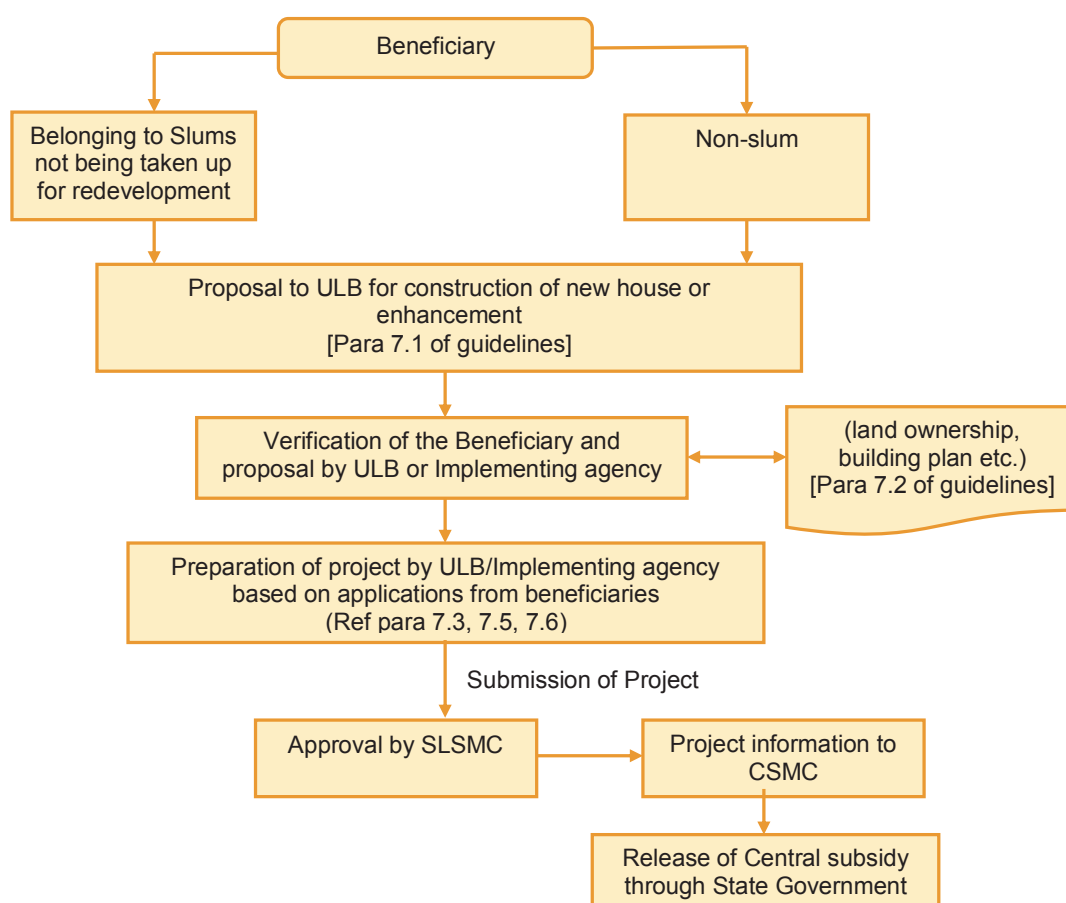 Beneficiary
Belonging to Slums
not being taken up
for redevelopment
Non-slum
Proposal to ULB for construction of new house or
enhancement
[Para 7.1 of guidelines]
Verification of the Beneficiary and
proposal by ULB or Implementing agency
(land ownership,
building plan etc.)
[Para 7.2 of guidelines]
Preparation of project by ULB/Implementing agency
based on applications from beneficiaries
(Ref para 7.3, 7.5, 7.6)
Submission of Project
Approval by SLSMC
Project information to
CSMC
Release of Central subsidy
through State Government